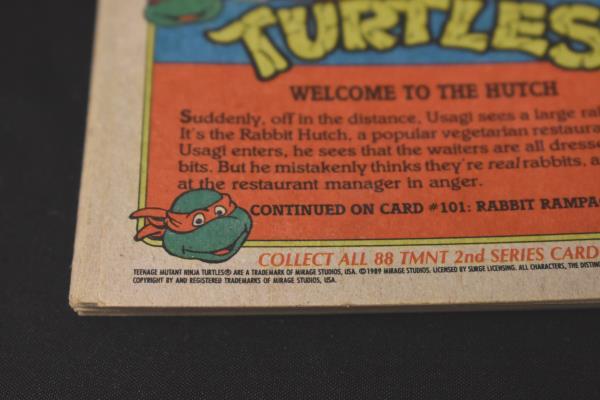 TURTLES
WELCOME TO THE HUTCH
Suddenly, off in the distance, Usagi sees a large
It's the Rabbit Hutch, a popular vegetarian
Usagi enters, he sees that the waiters are all
bits. But he mistakenly thinks they're real rabbits,
at the restaurant manager in anger.
CONTINUED ON CARD #101: RABBIT
COLLECT ALL 88 TMNT 2nd SERIES CARD
TEENAGE MUTANT NINJA TURTLES® ARE A TRADEMARK OF MIRAGE STUDIOS, USA. ©1989 MIRAGE STUDIOS. LICENSED BY SURGE LICENSING. ALL CHARACTERS, THE
COPYRIGHT BY AND REGISTERED TRADEMARKS OF MIRAGE STUDIOS, USA.